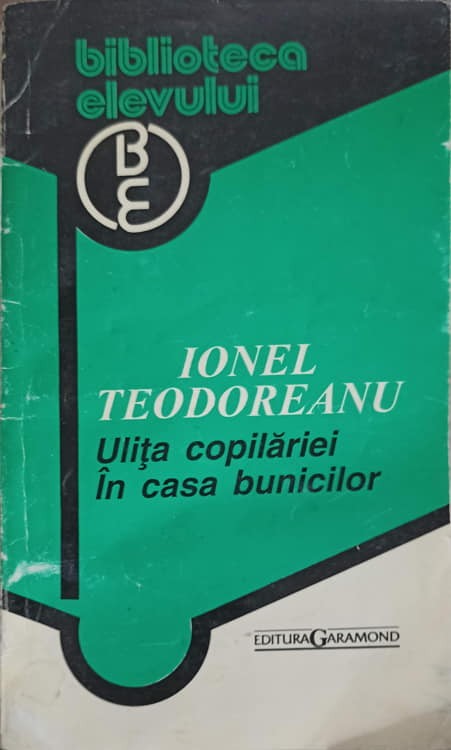 biblioteca
elevului
BE
IONEL
TEODOREANU
Uliţa copilăriei
În casa bunicilor
EDITURA GARAMOND